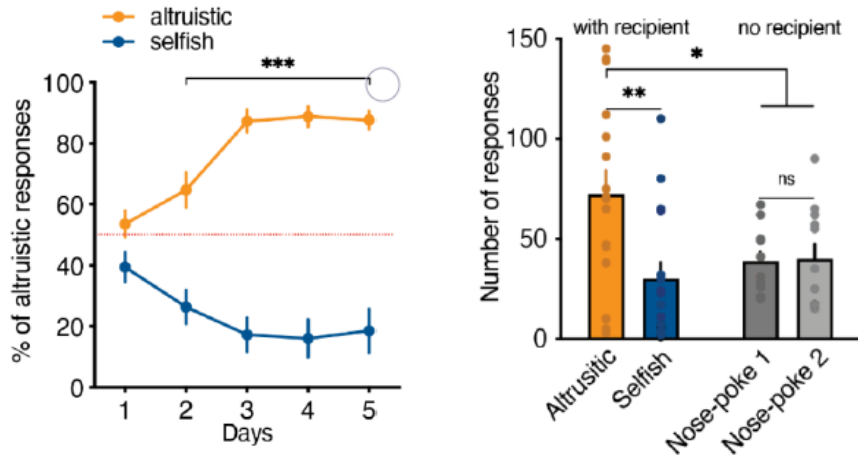 altruistic
selfish
***
% of altruistic responses
100
80
60
40
20
0
1 2 3 4 5
Days
with recipient no recipient
*
**
ns
Number of responses
150
100
50
0
Altrusitic
Selfish
Nose-poke 1
Nose-poke 2